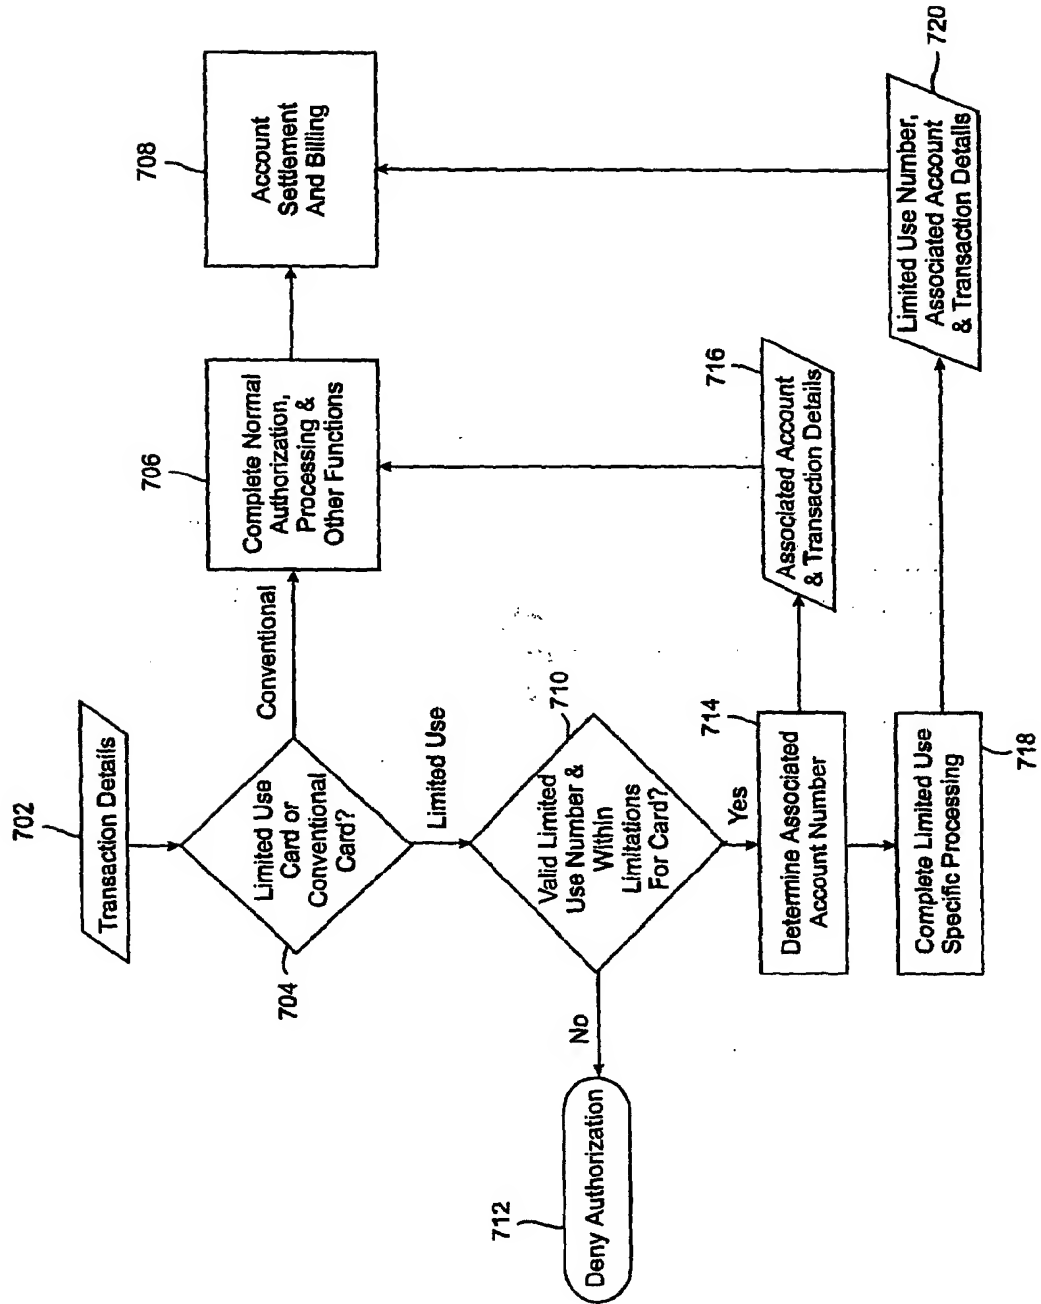 702
Transaction Details
704
Limited Use
Card or
Conventional
Card?
Conventional
706
Complete Normal
Authorization,
Processing &
Other Functions
708
Account
Settlement
And Billing
Limited Use
710
Valid Limited
Use Number &
Within
Limitations
For Card?
No
712
Deny Authorization
Yes
714
Determine Associated
Account Number
716
Associated Account
& Transaction Details
Complete Limited Use
Specific Processing
718
Limited Use Number,
Associated Account
& Transaction Details
720